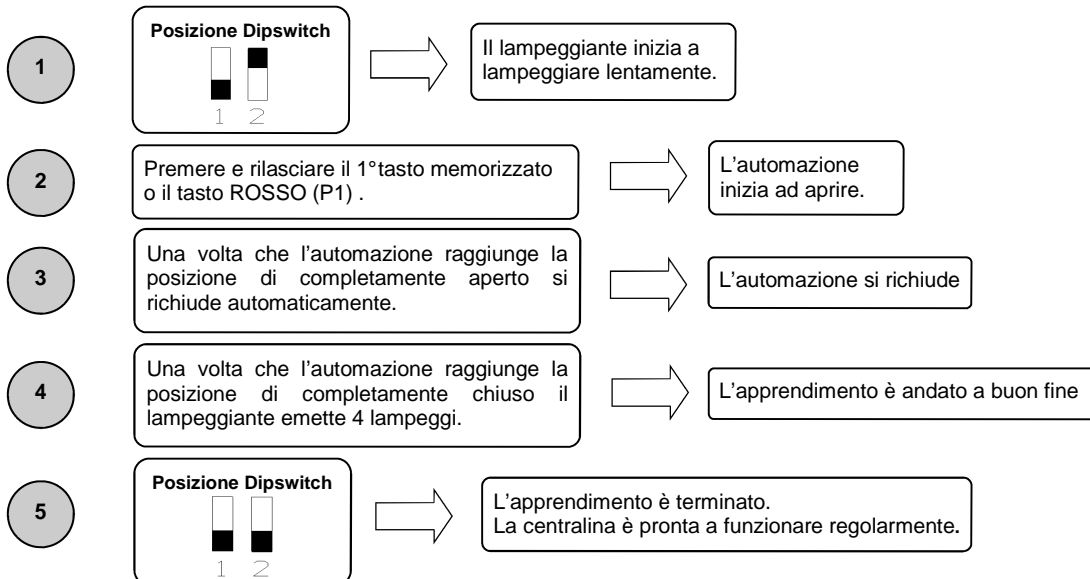 1
Posizione Dipswitch
1 2
Il lampeggiante inizia a
lampeggiare lentamente.
2
Premere e rilasciare il 1° tasto memorizzato
o il tasto ROSSO (P1) .
L'automazione
inizia ad aprire.
3
Una volta che l'automazione raggiunge la
posizione di completamente aperto si
richiude automaticamente.
L'automazione si richiude
4
Una volta che l'automazione raggiunge la
posizione di completamente chiuso il
lampeggiante emette 4 lampeggi.
L'apprendimento è andato a buon fine
5
Posizione Dipswitch
1 2
L'apprendimento è terminato.
La centralina è pronta a funzionare regolarmente.